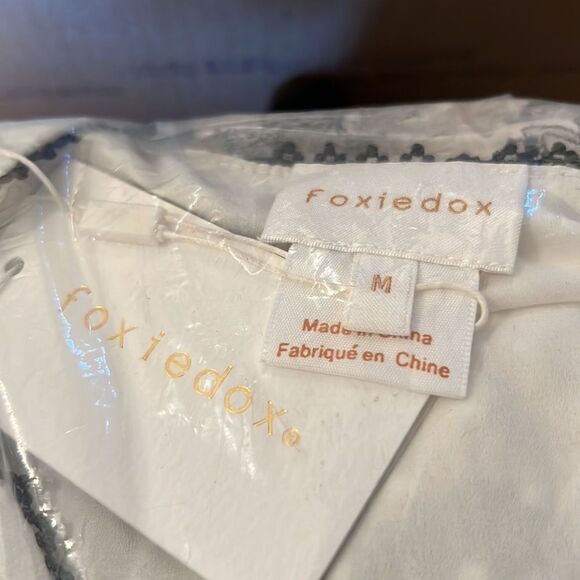 foxiedox
M
Made in China
Fabriqué en Chine
foxiedox®